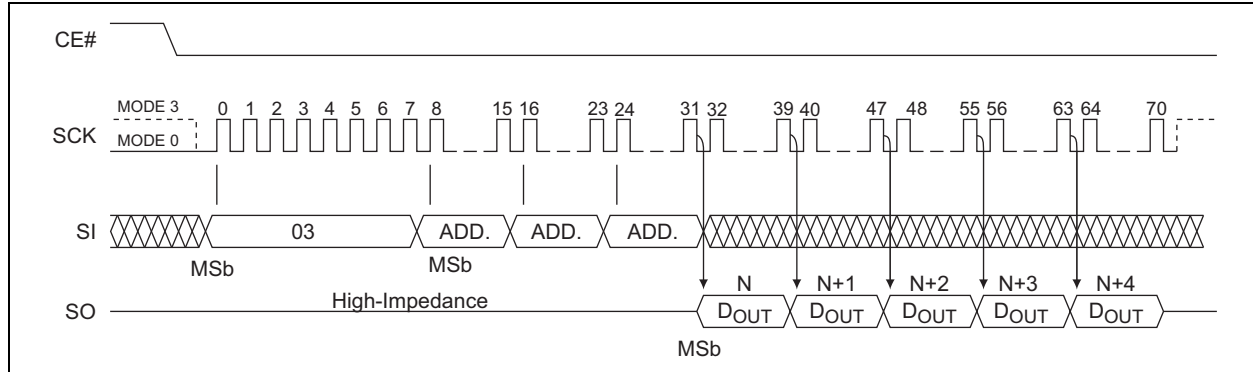 CE#
MODE 3
0 1 2 3 4 5 6 7 8 15 16 23 24 31 32 39 40 47 48 55 56 63 64 70
SCK
MODE 0
SI 03 ADD. ADD. ADD.
MSb MSb
N N+1 N+2 N+3 N+4
High-Impedance
SO DOUT DOUT DOUT DOUT DOUT
MSb